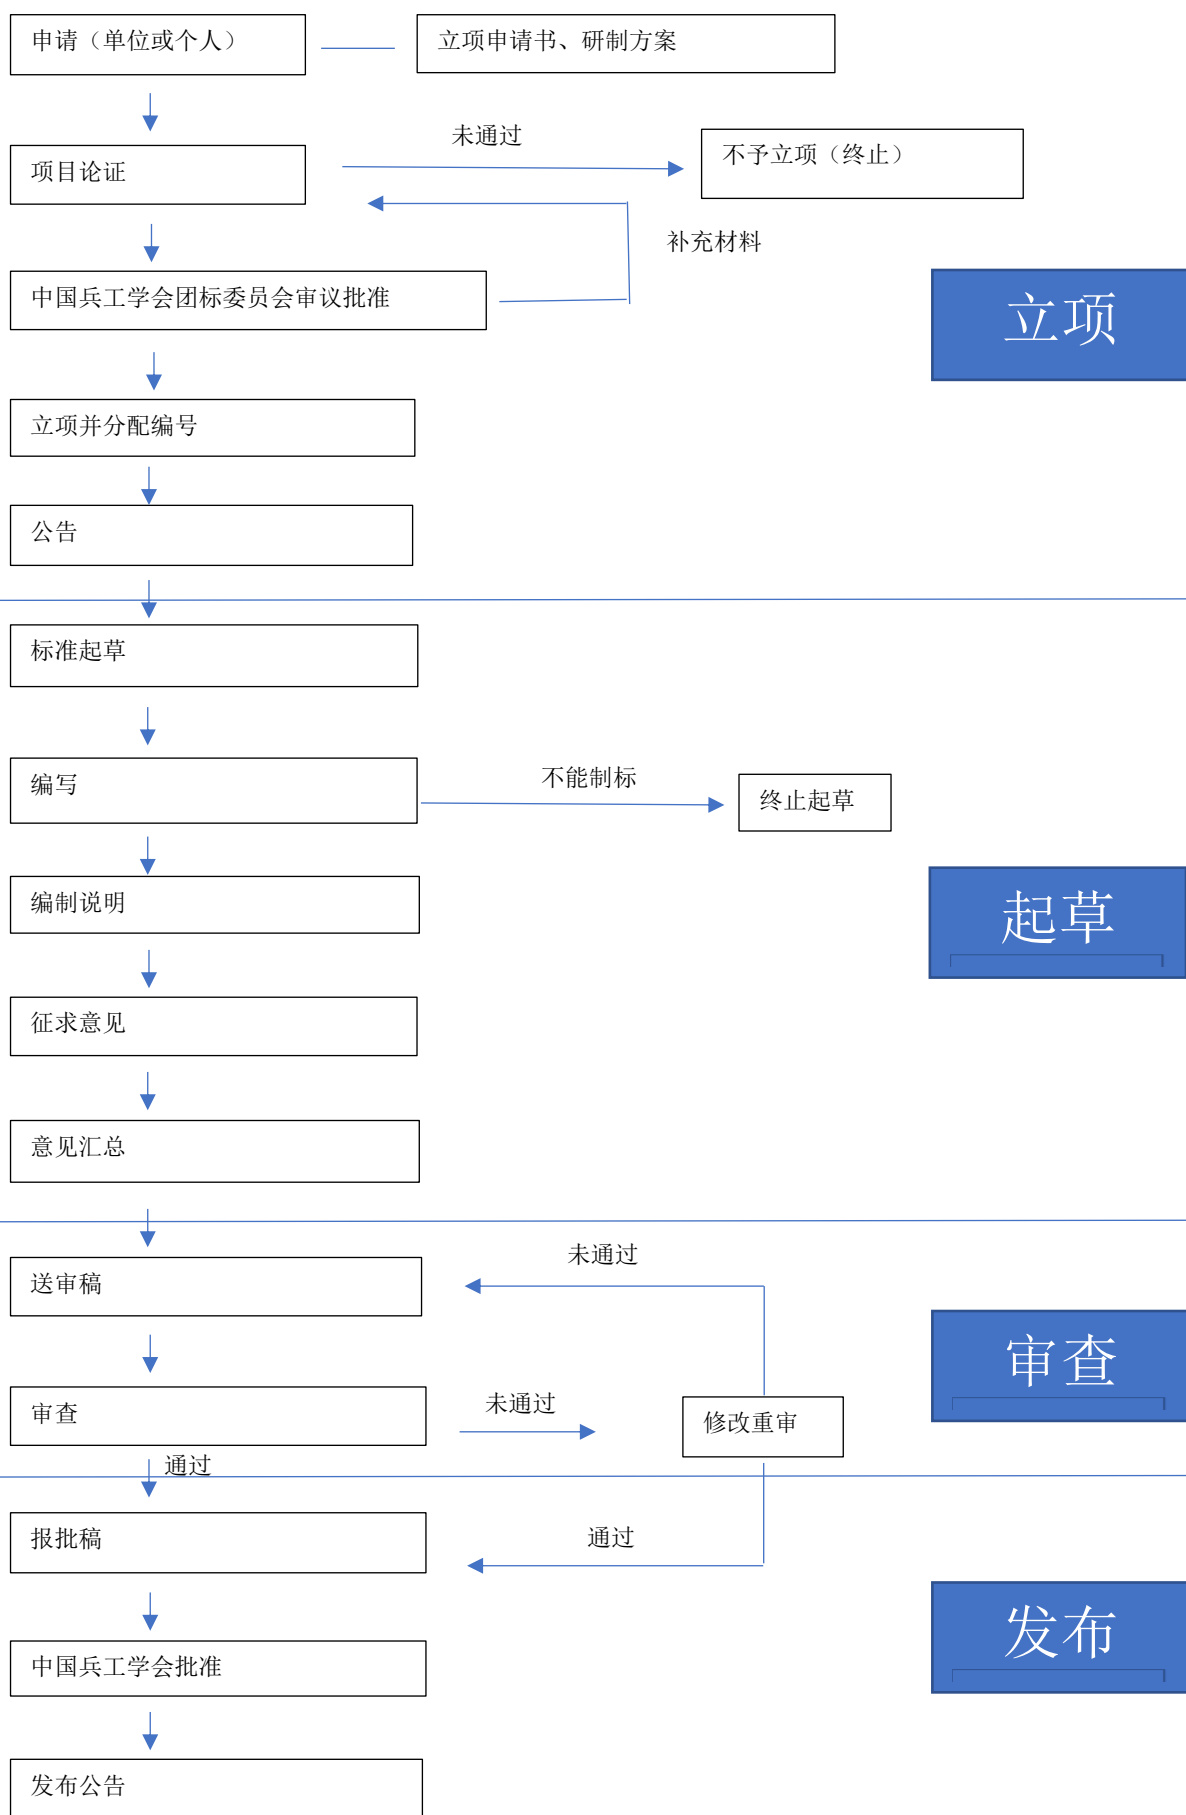 申请（单位或个人）
立项申请书、研制方案
未通过
项目论证
不予立项（终止）
补充材料
中国兵工学会团标委员会审议批准
立项
立项并分配编号
公告
标准起草
编写
不能制标
终止起草
编制说明
起草
征求意见
意见汇总
未通过
送审稿
审查
未通过
审查
修改重审
通过
报批稿
通过
发布
中国兵工学会批准
发布公告